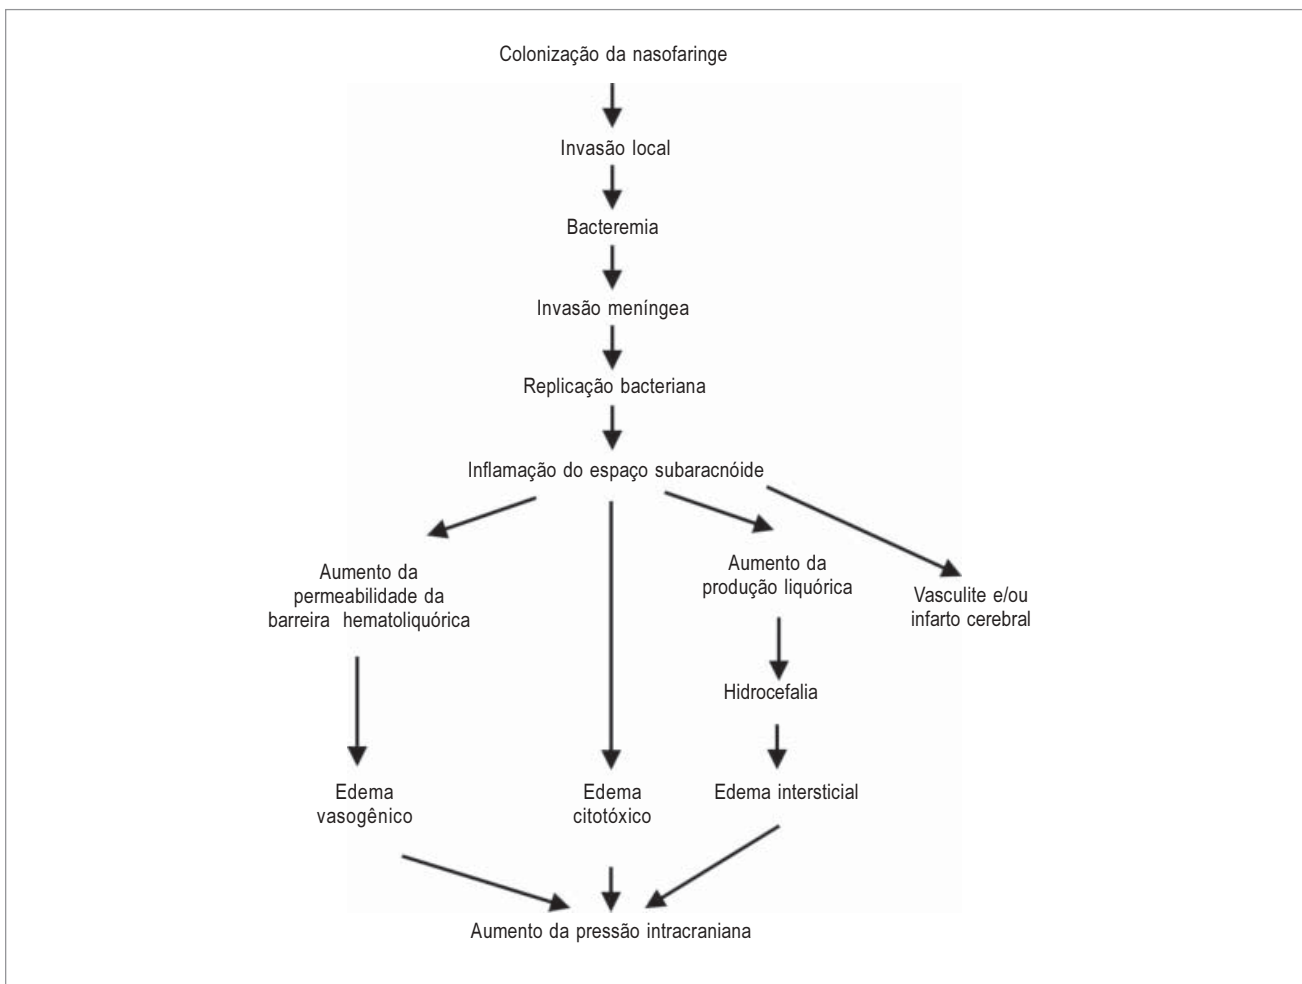 Colonização da nasofaringe
Invasão local
Bacteremia
Invasão meníngea
Replicação bacteriana
Inflamação do espaço subaracnóide
Aumento da
permeabilidade da
barreira hematoliquórica
Aumento da
produção liquórica
Vasculite e/ou
infarto cerebral
Hidrocefalia
Edema
vasogênico
Edema
citotóxico
Edema intersticial
Aumento da pressão intracraniana